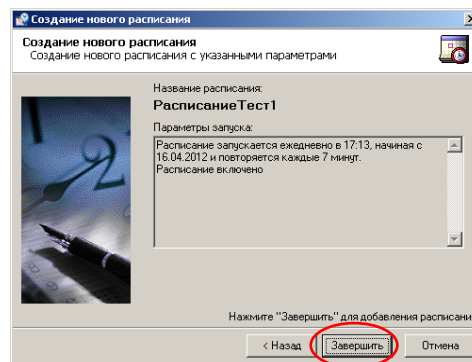 Создание нового ра
Создание нового расписания
Создание нового расписания с указанными параметрами
Название расписания:
РасписаниеТест1
Параметры запуска:
Расписание запускается ежедневно в 17:13, начиная с
16.04.2012 и повторяется каждые 7 минут.
Расписание включено
Нажмите "Завершить" для добавления расписани
< Назад
Завершить
Отмена